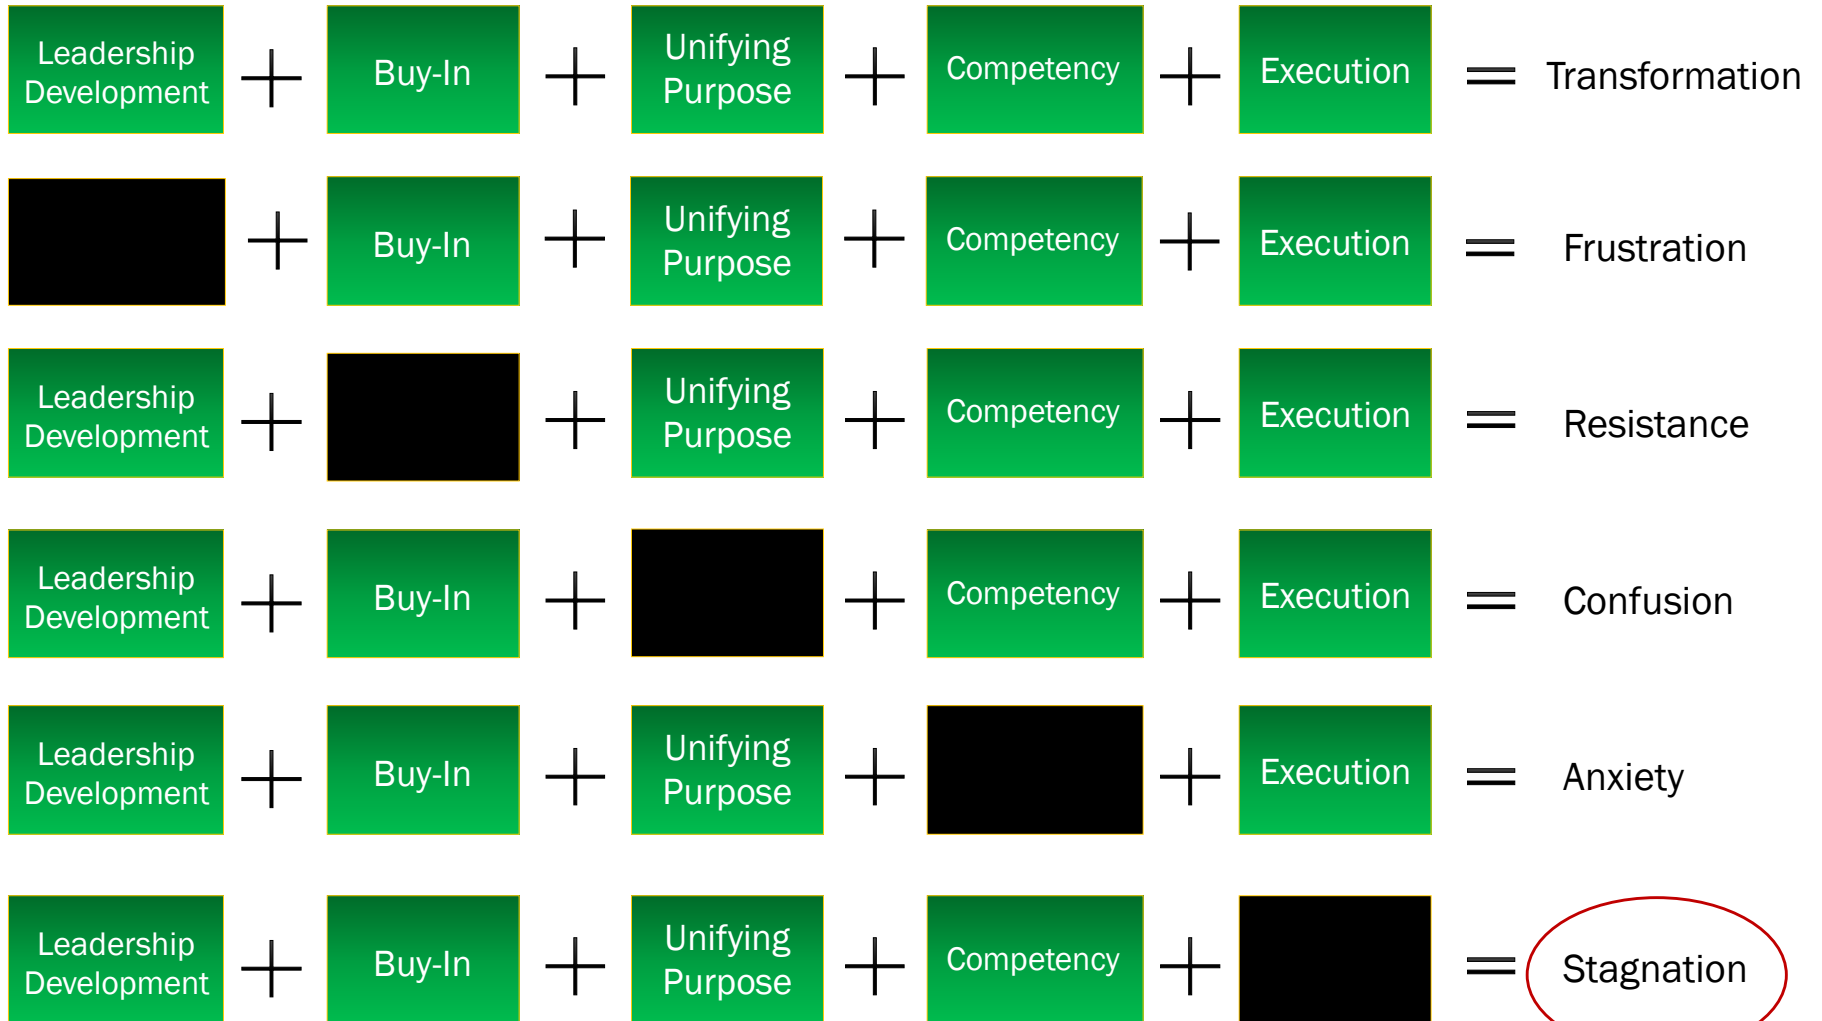 Leadership
Development + Buy-In + Unifying
Purpose + Competency + Execution = Transformation
+ Buy-In + Unifying
Purpose + Competency + Execution = Frustration
Leadership
Development + + Unifying
Purpose + Competency + Execution = Resistance
Leadership
Development + Buy-In + + Competency + Execution = Confusion
Leadership
Development + Buy-In + Unifying
Purpose + + Execution = Anxiety
Leadership
Development + Buy-In + Unifying
Purpose + Competency + = Stagnation